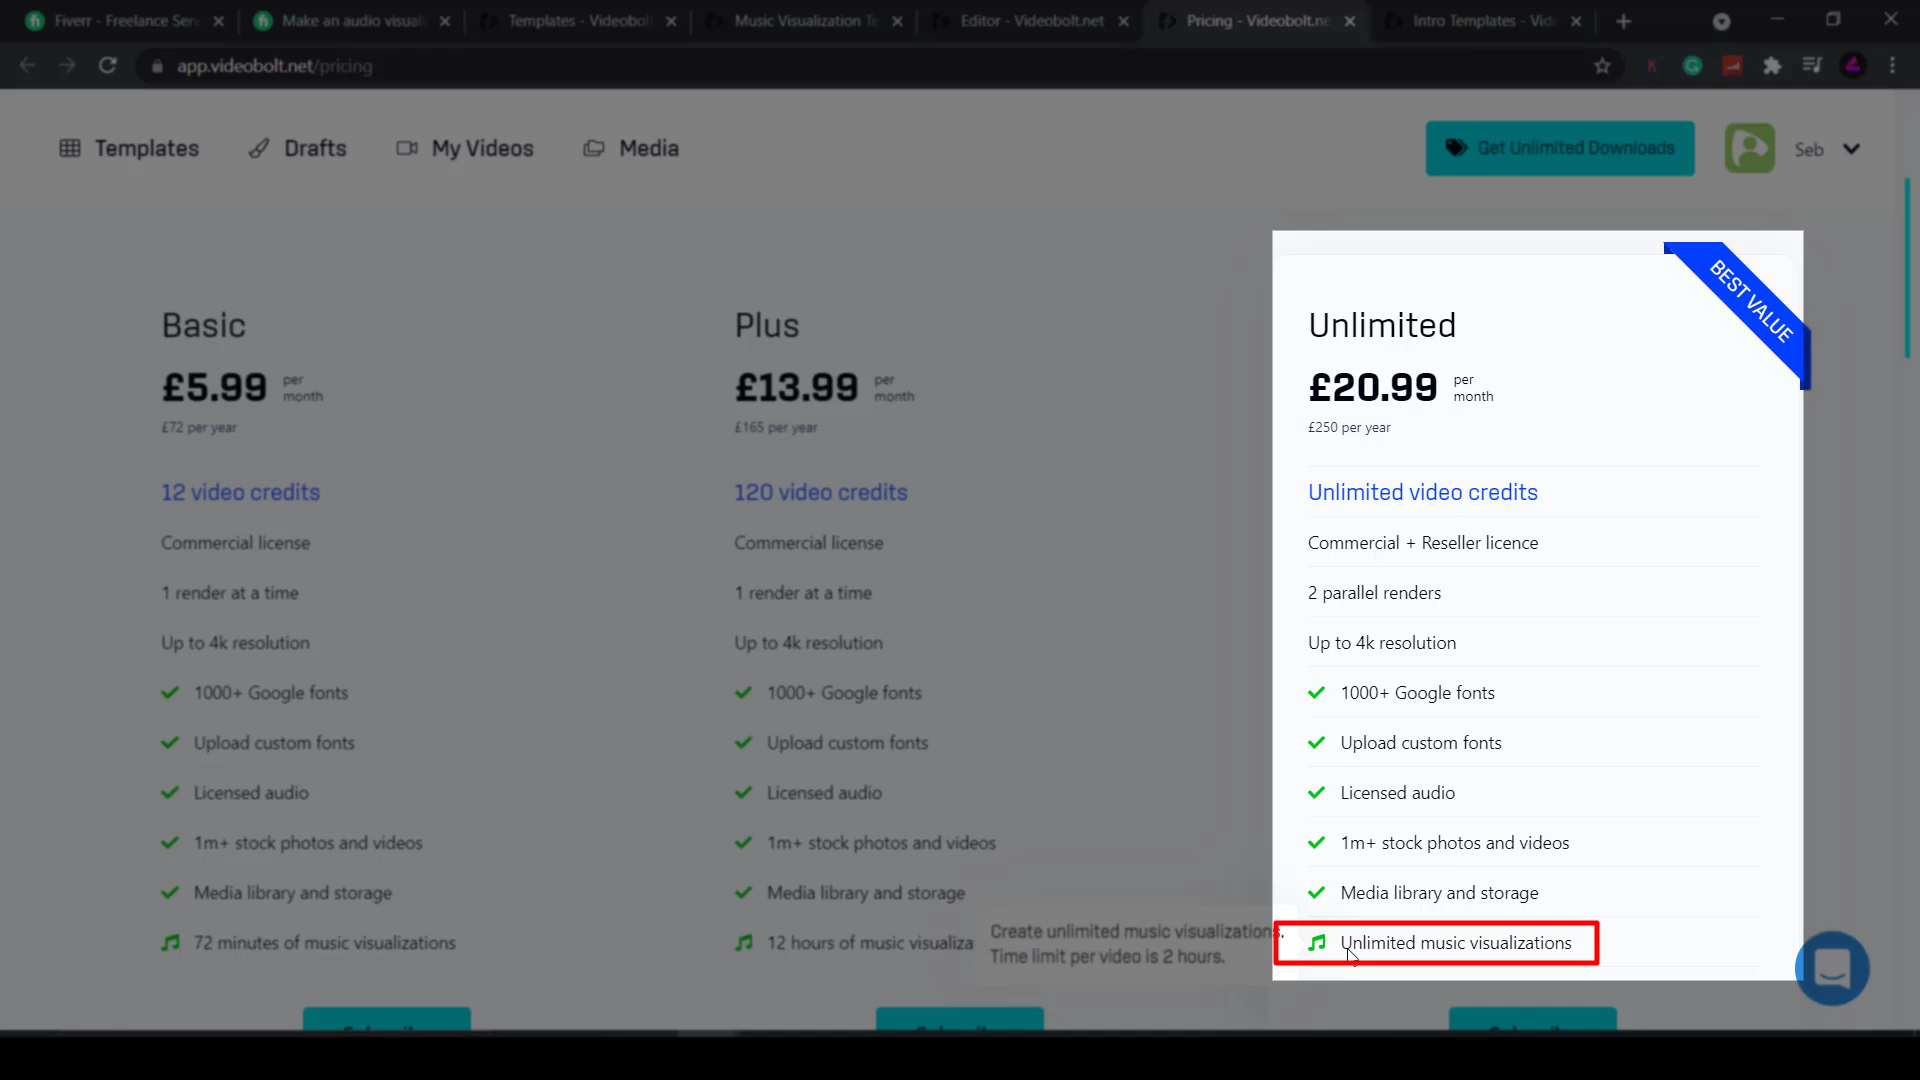 Fiverr - Freelance Serv
Make an audio visuali
Templates - Videobolt
Music Visualization Te
Editor - Videobolt.net
Pricing - Videobolt.ne
Intro Templates - Vide
app.videobolt.net/pricing
Templates
Drafts
My Videos
Media
Get Unlimited Downloads
Seb
Basic
£5.99 per month
£72 per year
12 video credits
Commercial license
1 render at a time
Up to 4k resolution
1000+ Google fonts
Upload custom fonts
Licensed audio
1m+ stock photos and videos
Media library and storage
72 minutes of music visualizations
Plus
£13.99 per month
£165 per year
120 video credits
Commercial license
1 render at a time
Up to 4k resolution
1000+ Google fonts
Upload custom fonts
Licensed audio
1m+ stock photos and videos
Media library and storage
12 hours of music visualiza
Create unlimited music visualizations.
Time limit per video is 2 hours.
BEST VALUE
Unlimited
£20.99 per month
£250 per year
Unlimited video credits
Commercial + Reseller licence
2 parallel renders
Up to 4k resolution
1000+ Google fonts
Upload custom fonts
Licensed audio
1m+ stock photos and videos
Media library and storage
Unlimited music visualizations